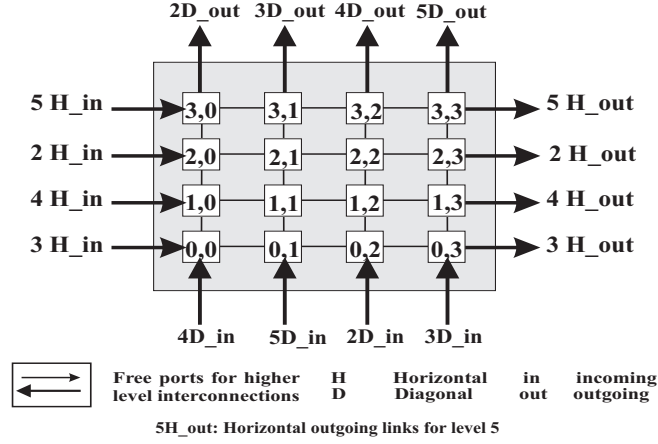 2D_out 3D_out 4D_out 5D_out
5 H_in 3,0 3,1 3,2 3,3 5 H_out
2 H_in 2,0 2,1 2,2 2,3 2 H_out
4 H_in 1,0 1,1 1,2 1,3 4 H_out
3 H_in 0,0 0,1 0,2 0,3 3 H_out
4D_in 5D_in 2D_in 3D_in
Free ports for higher H Horizontal in incoming
level interconnections D Diagonal out outgoing
5H_out: Horizontal outgoing links for level 5